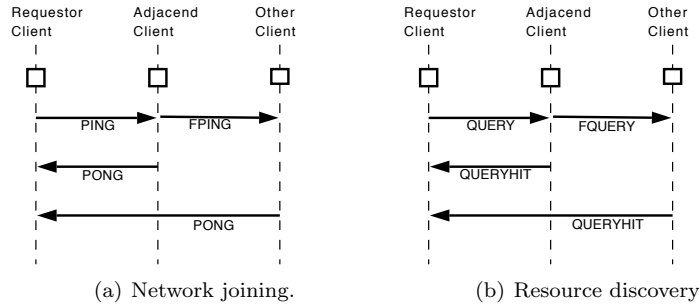 Requestor
Client
Adjacend
Client
Other
Client
PING
FPING
PONG
PONG
(a) Network joining.
Requestor
Client
Adjacend
Client
Other
Client
QUERY
FQUERY
QUERYHIT
QUERYHIT
(b) Resource discovery